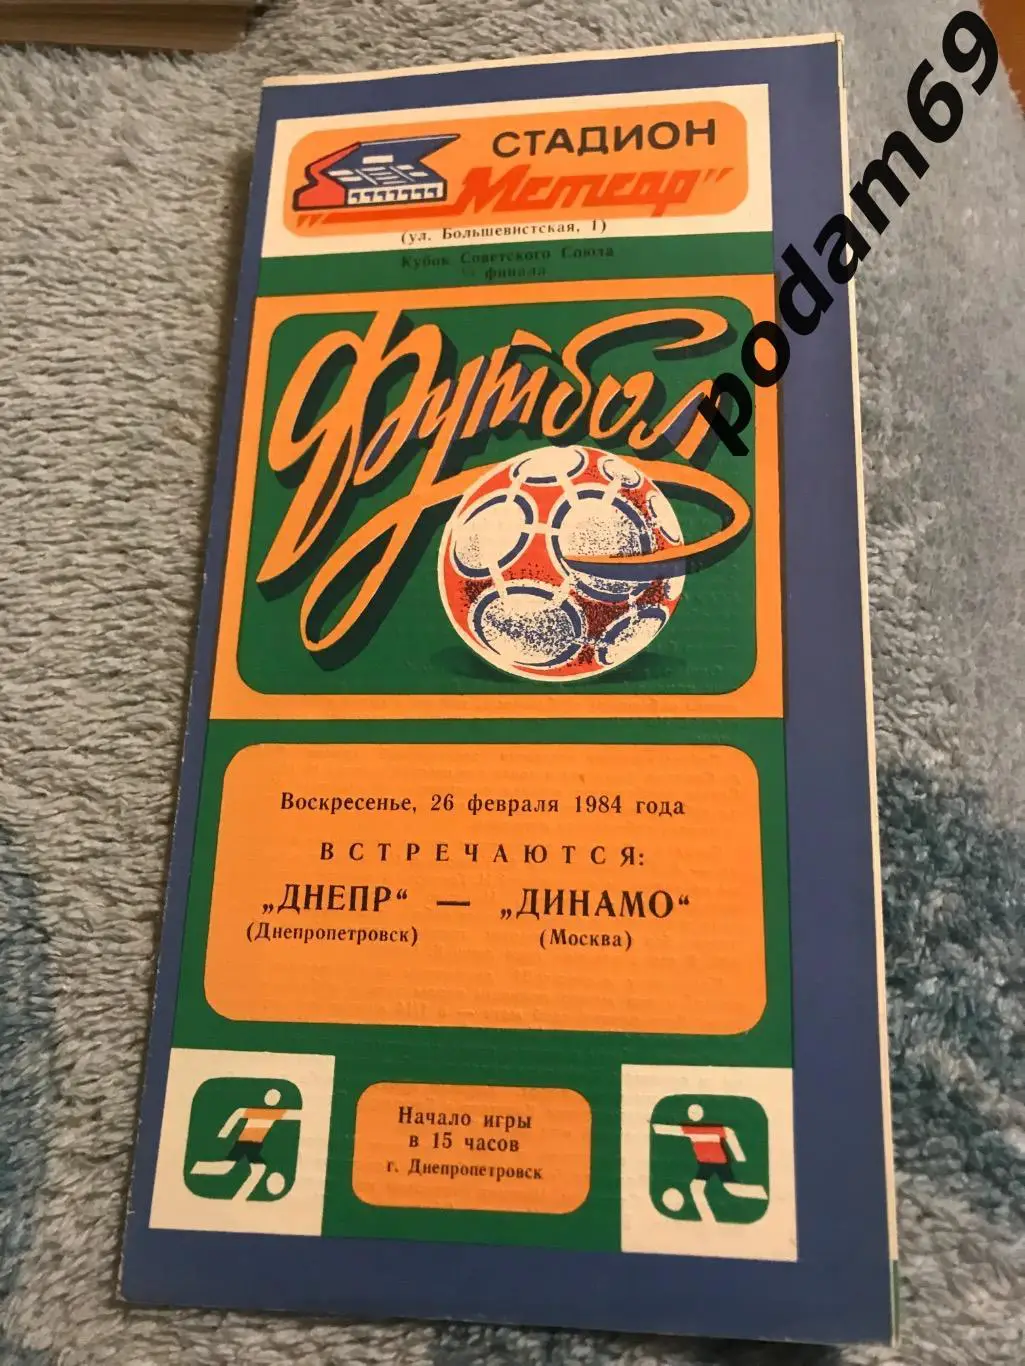 СТАДИОН
„Метеор"
(ул. Большевистская, 1)
Кубок Советского Союза
финала
Футбол
Воскресенье, 26 февраля 1984 года
ВСТРЕЧАЮТСЯ:
„ДНЕПР" — „ДИНАМО"
(Днепропетровск) (Москва)
Начало игры
в 15 часов
г. Днепропетровск
podam69